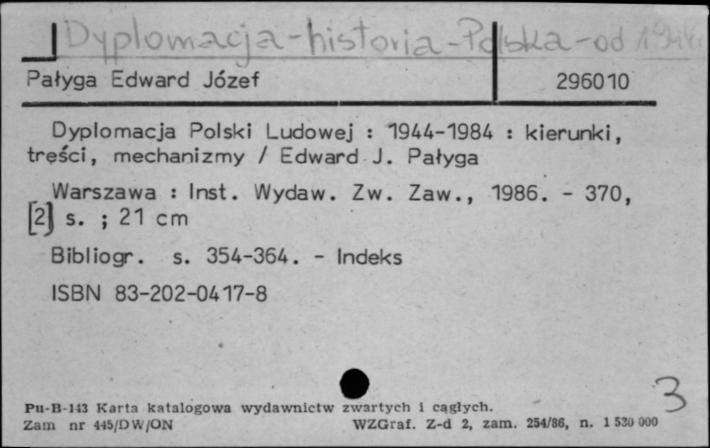 Dyplomacja - historia - Polska - od 1944
Pałyga Edward Józef 296010
Dyplomacja Polski Ludowej : 1944-1984 : kierunki,
treści, mechanizmy / Edward J. Pałyga
Warszawa : Inst. Wydaw. Zw. Zaw., 1986. - 370,
[2] s. ; 21 cm
Bibliogr. s. 354-364. - Indeks
ISBN 83-202-0417-8
3
Pu-B-143 Karta katalogowa wydawnictw zwartych i ciągłych.
Zam nr 445/DW/ON WZGraf. Z-d 2, zam. 254/86, n. 1 530 000